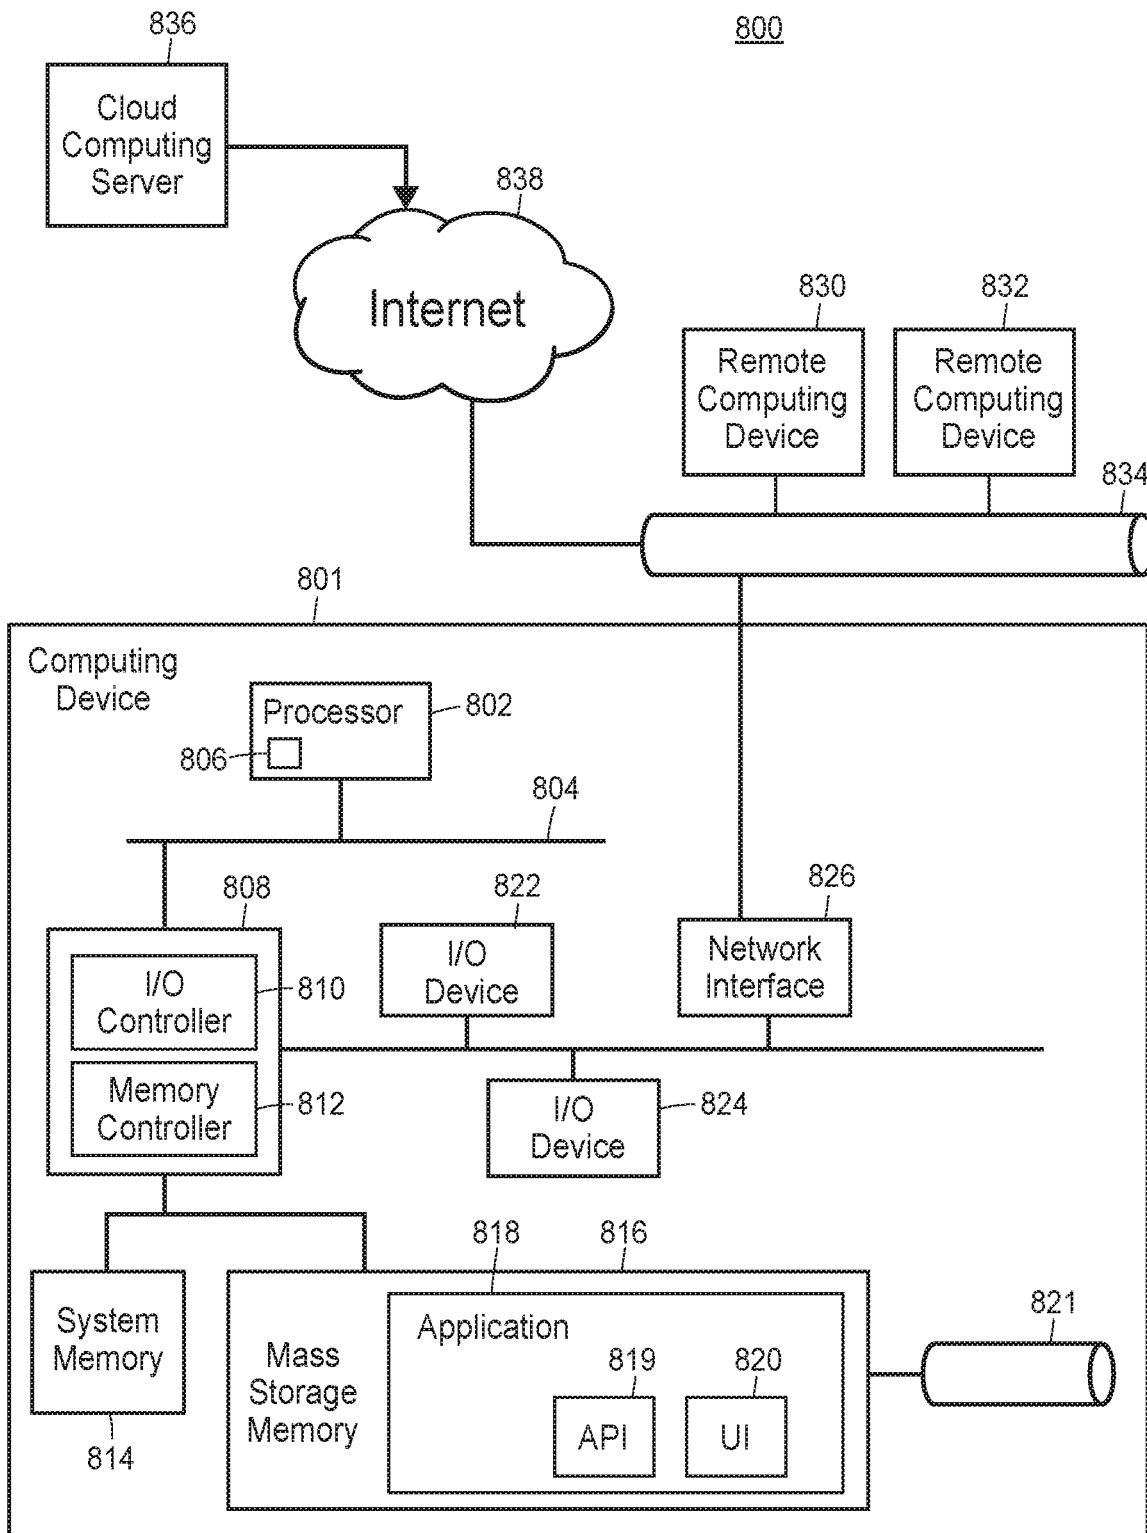 836
800
Cloud
Computing
Server
838
Internet
830
832
Remote
Computing
Device
Remote
Computing
Device
834
801
Computing
Device
Processor
802
806
804
808
822
826
I/O
Controller
810
I/O
Device
Network
Interface
Memory
Controller
812
I/O
Device
824
818
816
821
System
Memory
Application
Mass
Storage
Memory
819
820
API
UI
814